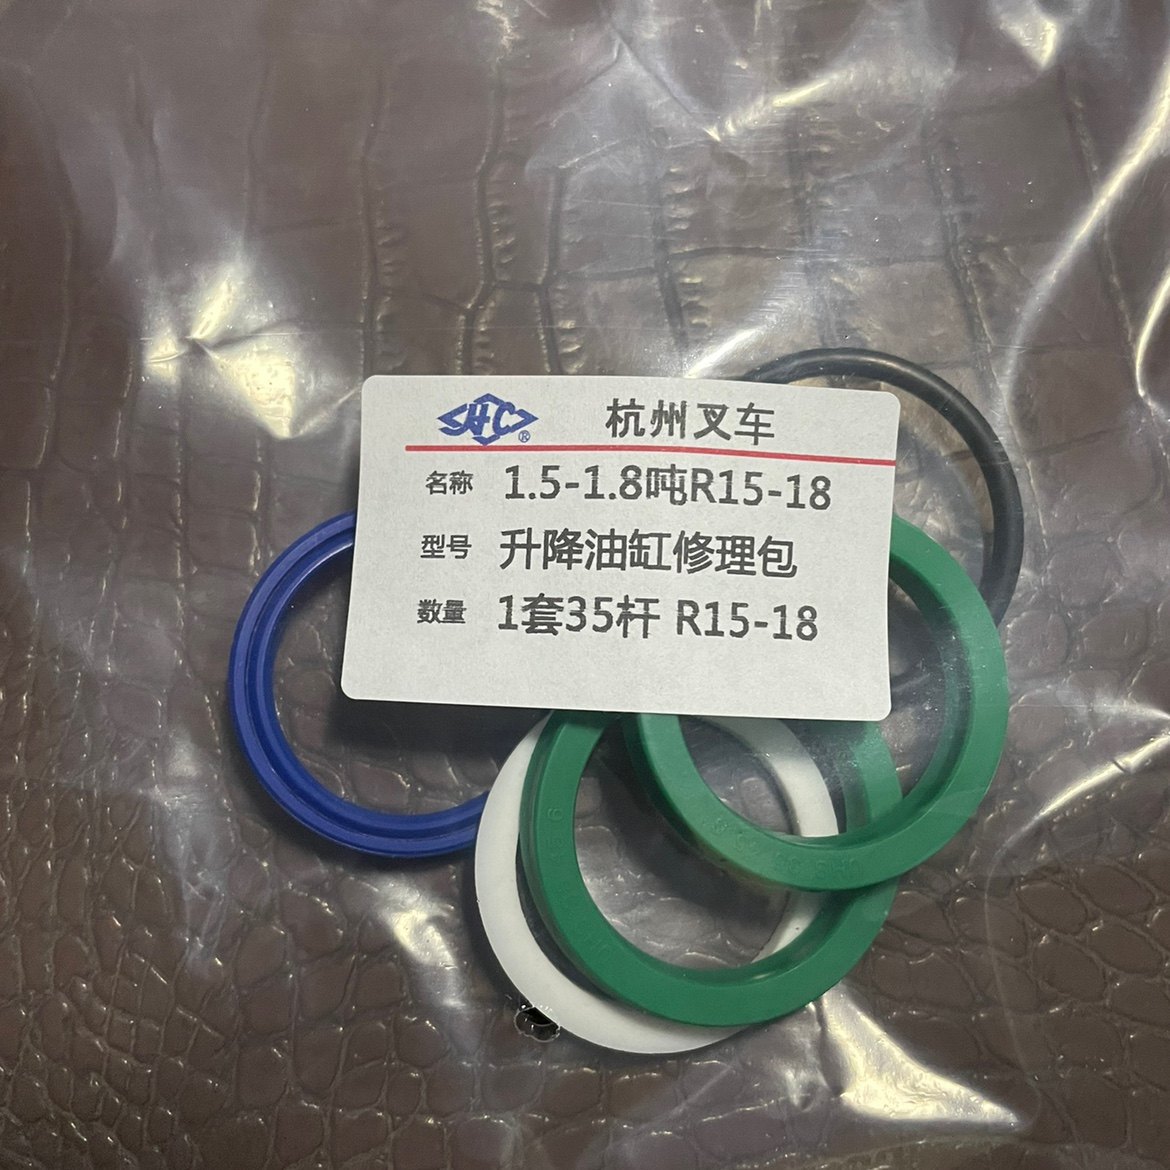 HC® 杭州叉车
名称 1.5-1.8吨R15-18
型号 升降油缸修理包
数量 1套35杆 R15-18